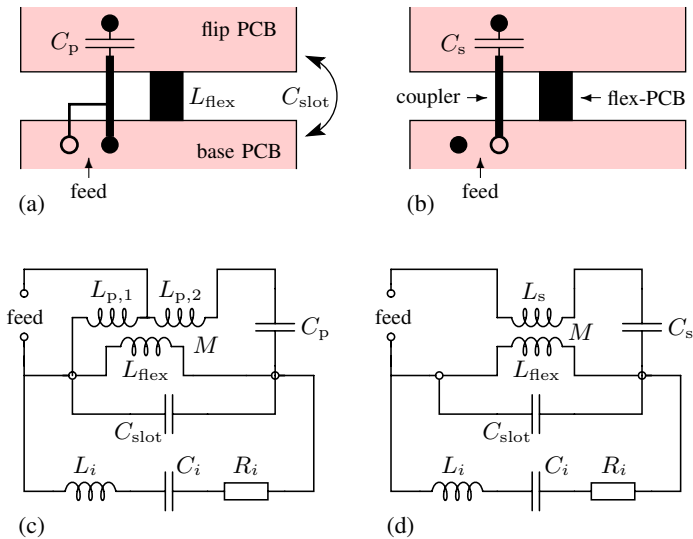 flip PCB
C_p
L_flex
C_slot
base PCB
feed
(a)
C_s
coupler
flex-PCB
feed
(b)
L_p,1
L_p,2
feed
C_p
M
L_flex
C_slot
L_i
C_i
R_i
(c)
L_s
feed
C_s
M
L_flex
C_slot
L_i
C_i
R_i
(d)